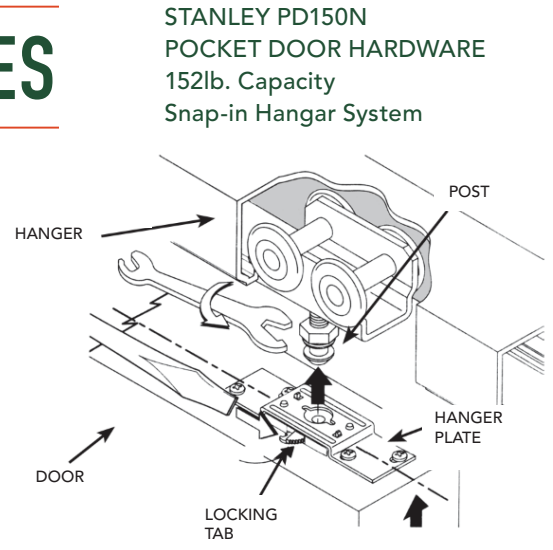 ES
STANLEY PD150N
POCKET DOOR HARDWARE
152lb. Capacity
Snap-in Hangar System
POST
HANGER
HANGER
PLATE
DOOR
LOCKING
TAB